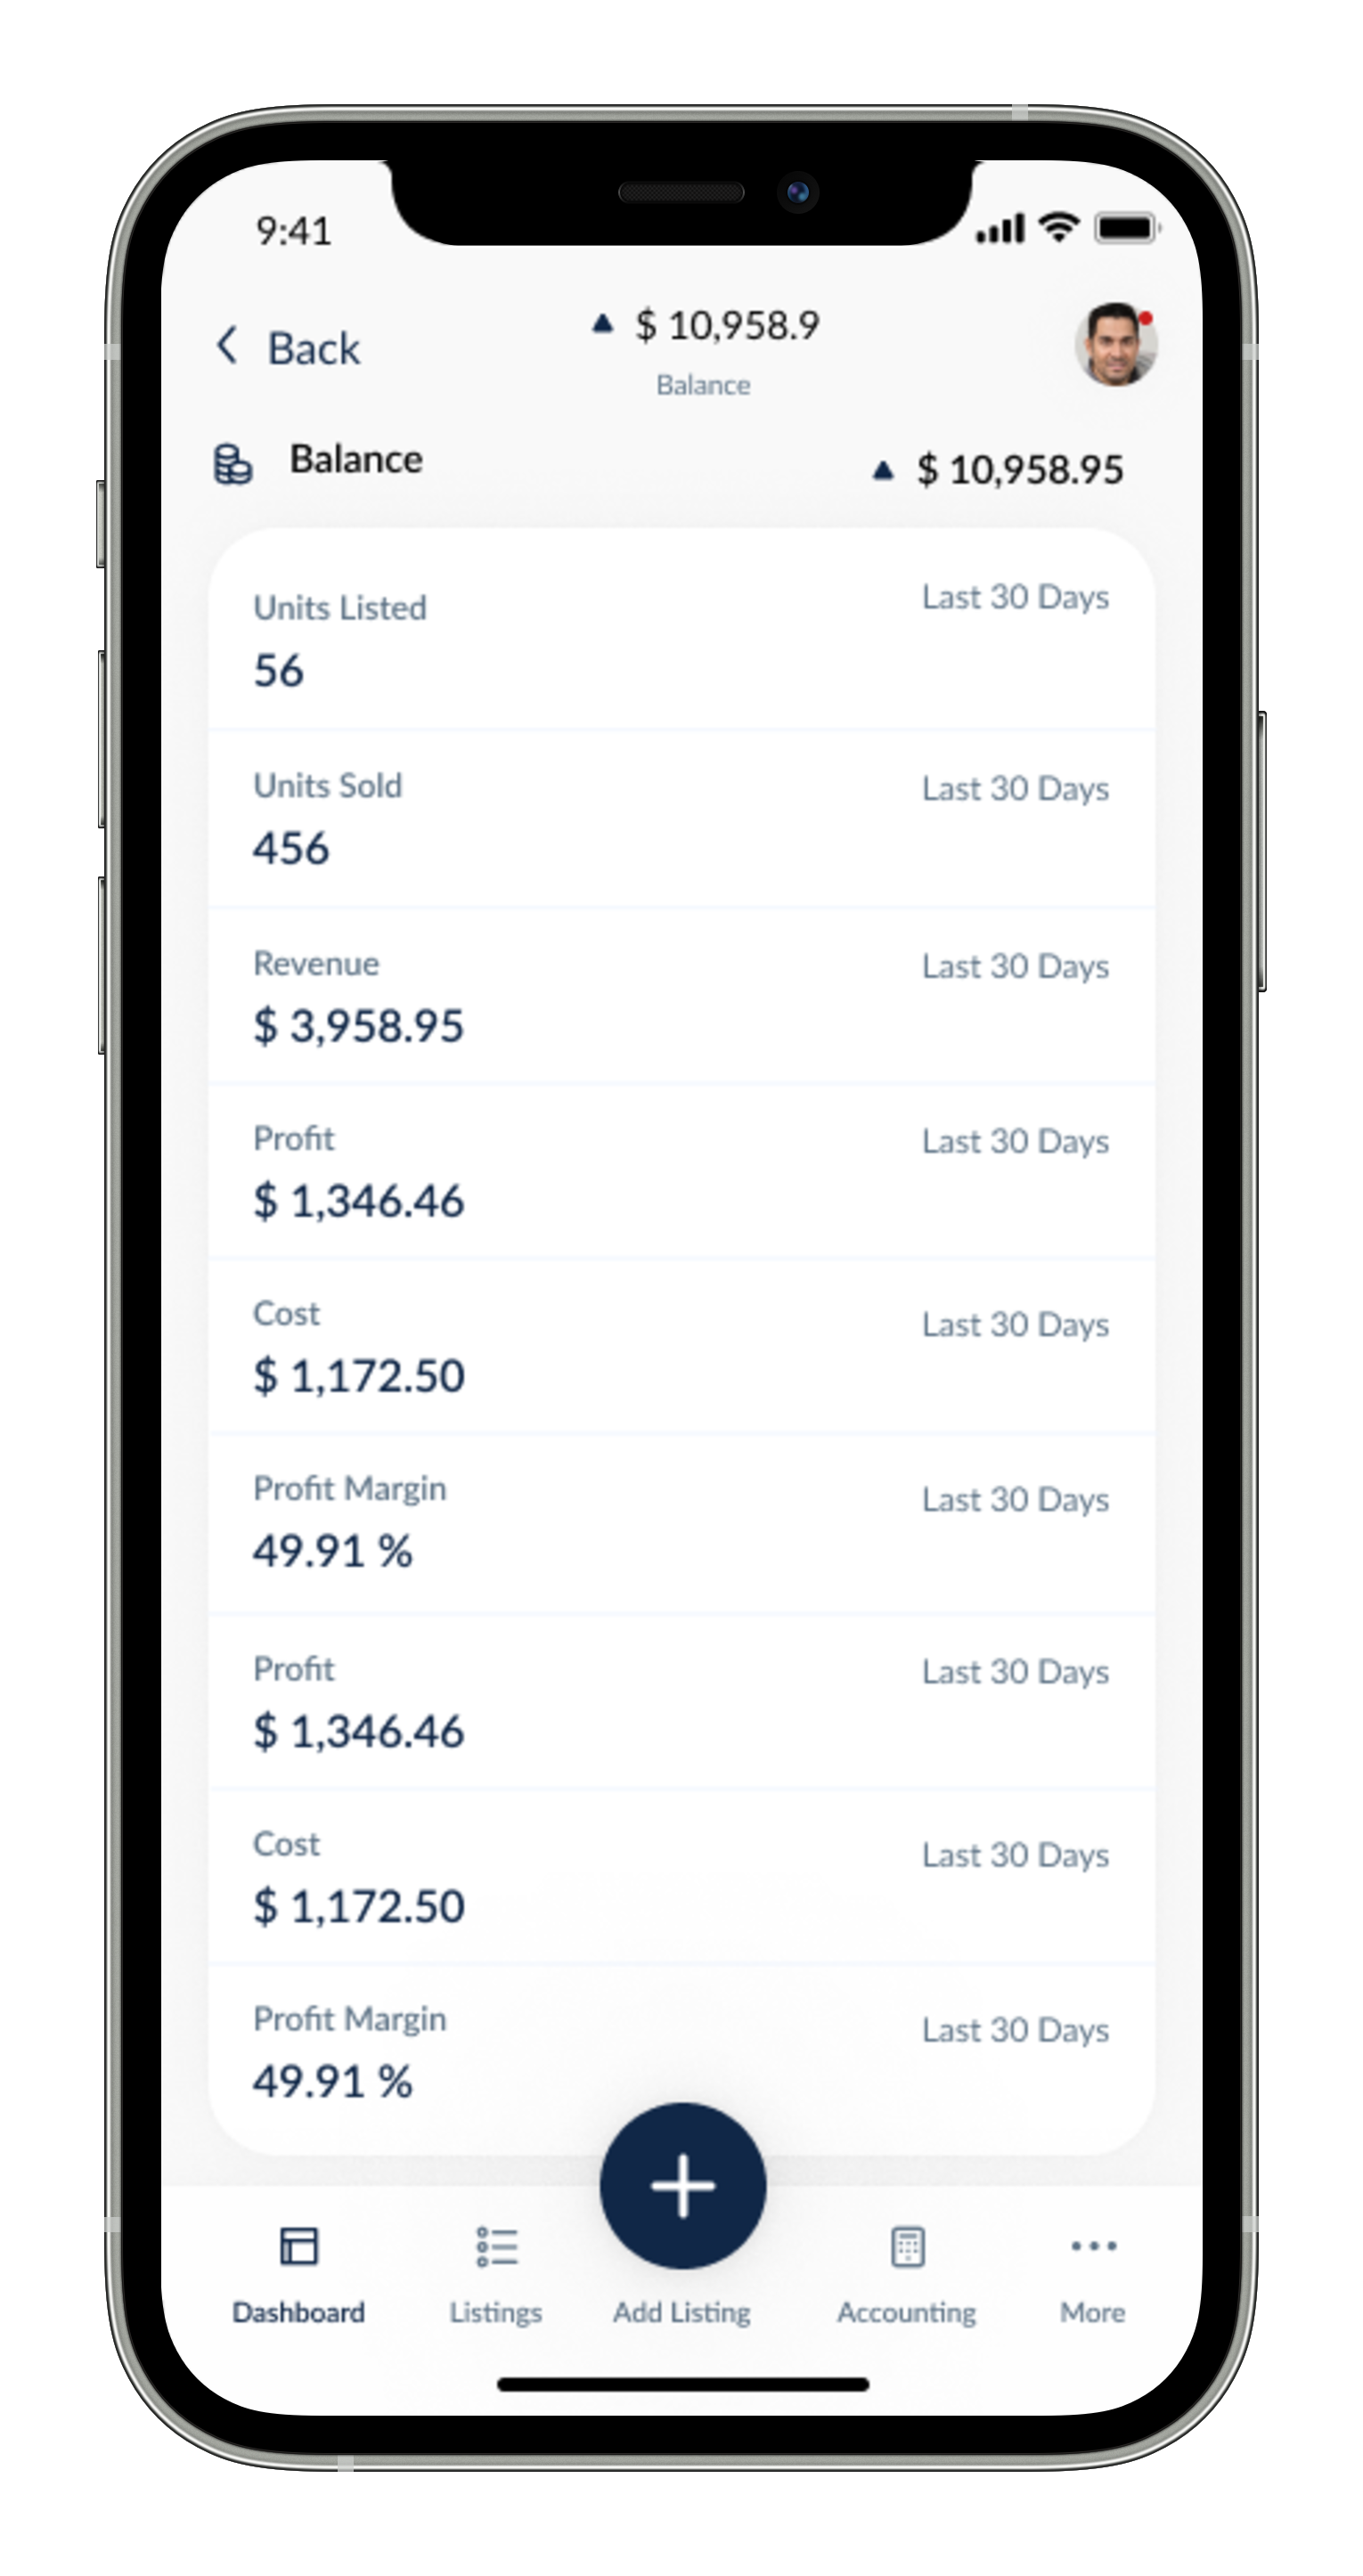 9:41
Back
$ 10,958.9
Balance
Balance
$ 10,958.95
Units Listed
Last 30 Days
56
Units Sold
Last 30 Days
456
Revenue
Last 30 Days
$ 3,958.95
Profit
Last 30 Days
$ 1,346.46
Cost
Last 30 Days
$ 1,172.50
Profit Margin
Last 30 Days
49.91 %
Profit
Last 30 Days
$ 1,346.46
Cost
Last 30 Days
$ 1,172.50
Profit Margin
Last 30 Days
49.91 %
Dashboard
Listings
Add Listing
Accounting
More